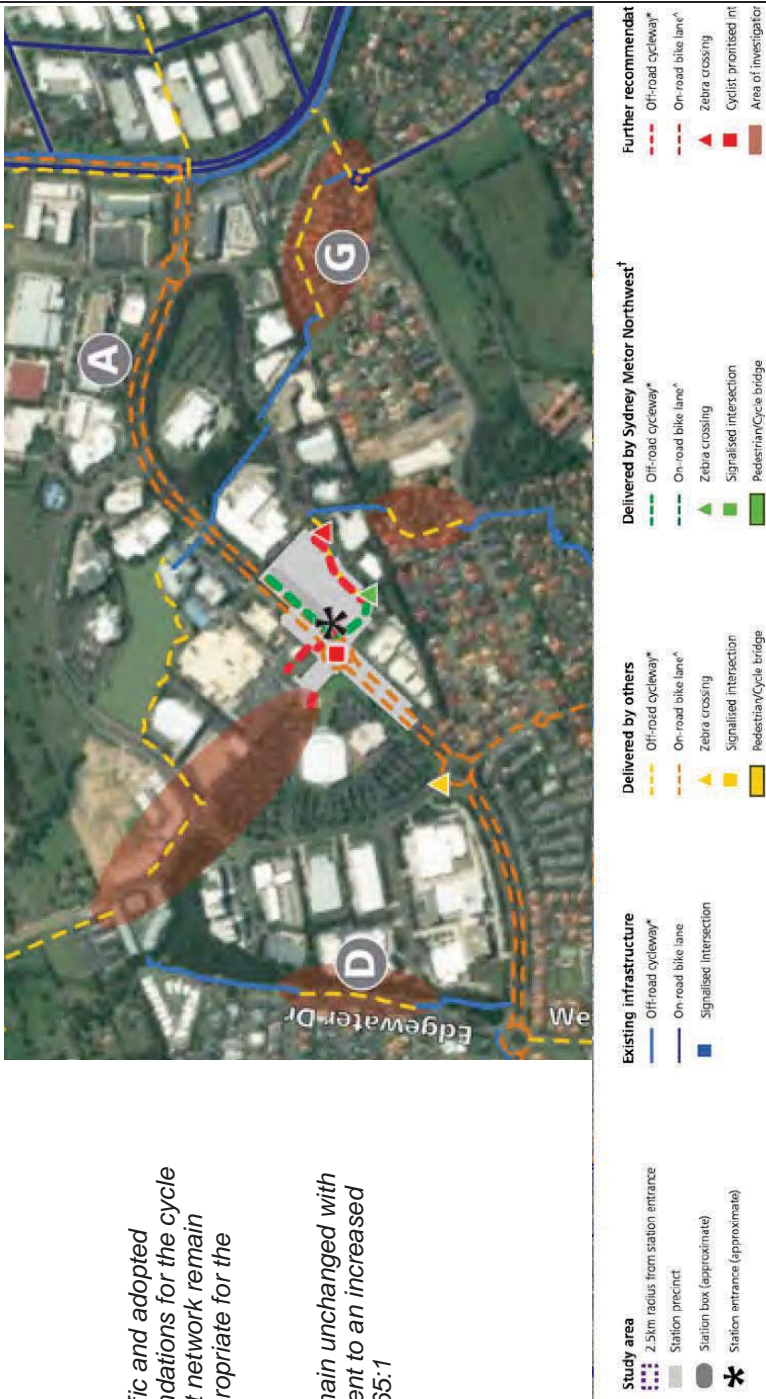 fic and adopted
ndations for the cycle
t network remain
ropriate for the
nain unchanged with
ent to an increased
65:1
A
G
D
Edgewater Dr
Wa
Study area
2.5km radius from station entrance
Station precinct
Station box (approximate)
Station entrance (approximate)
Existing infrastructure
Off-road cycleway*
On-road bike lane
Signalised intersection
Delivered by others
Off-road cycleway*
On-road bike lane^
Zebra crossing
Signalised intersection
Pedestrian/Cycle bridge
Delivered by Sydney Metor Northwest†
Off-road cycleway*
On-road bike lane^
Zebra crossing
Signalised intersection
Pedestrian/Cycle bridge
Further recommendat
Off-road cycleway*
On-road bike lane^
Zebra crossing
Cyclist prioritised int
Area of investigator